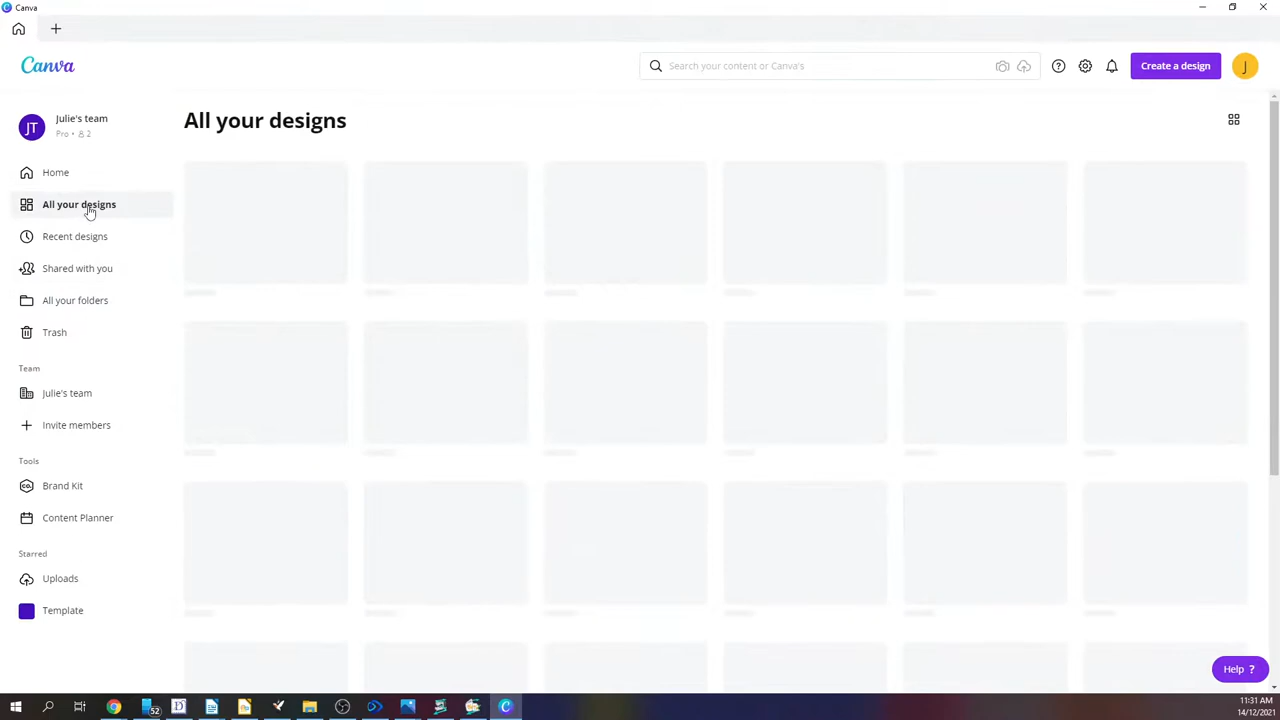 Canva
Canva
Search your content or Canva's
Create a design
J
JT
Julie's team
Pro • 2
All your designs
Home
All your designs
Recent designs
Shared with you
All your folders
Trash
Team
Julie's team
Invite members
Tools
CO.
Brand Kit
Content Planner
Starred
Uploads
Template
Help ?
52
11:31 AM
14/12/2021